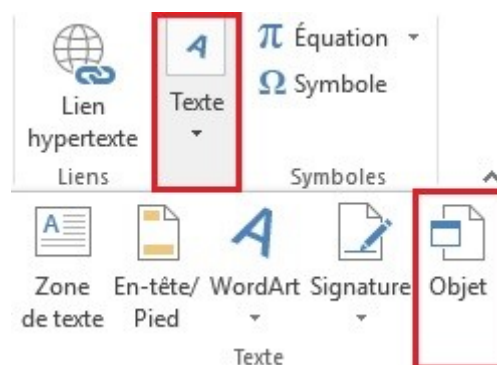 π Équation
Ω Symbole
Lien
hypertexte
Texte
Liens
Symboles
Zone
de texte
En-tête/
Pied
WordArt
Signature
Objet
Texte